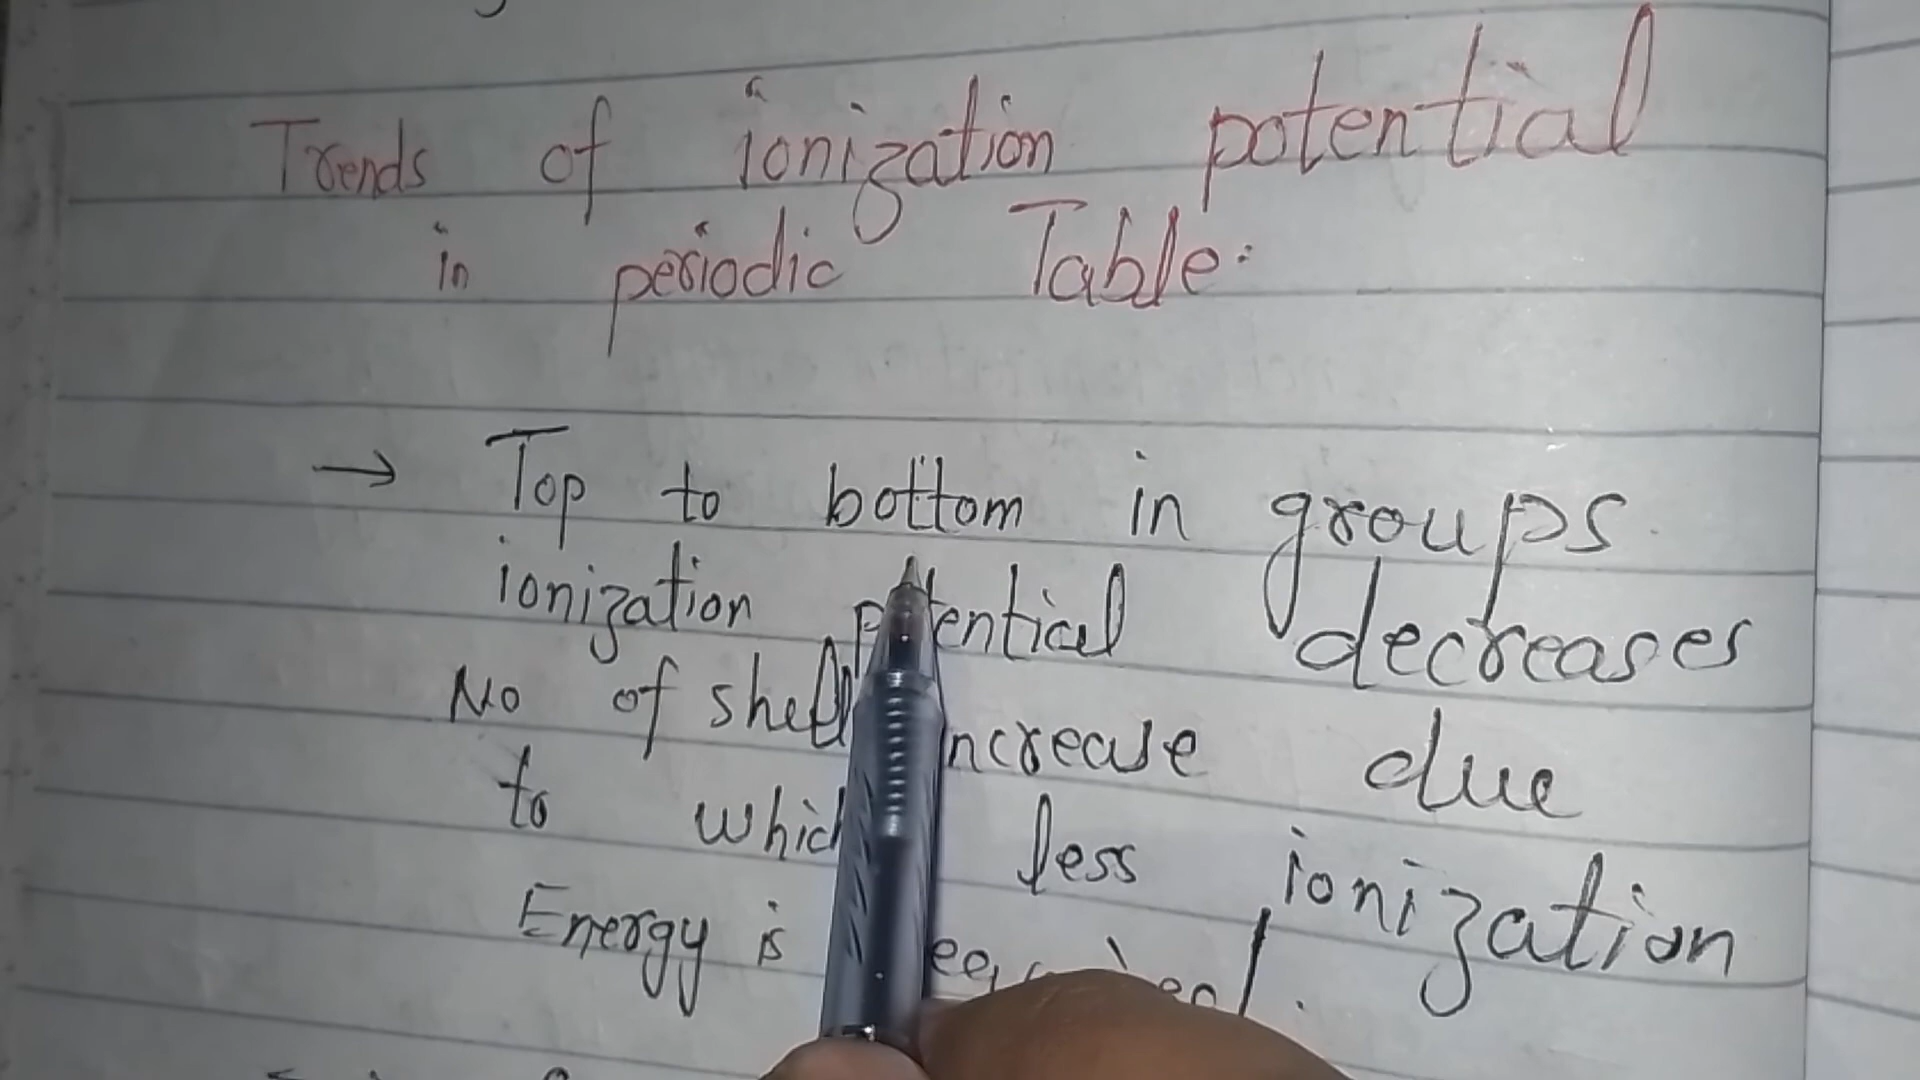 Trends of ionization potential
in periodic Table:
→ Top to bottom in groups
ionization potential decreases
No of shell increase due
to which less ionization
Energy is required.